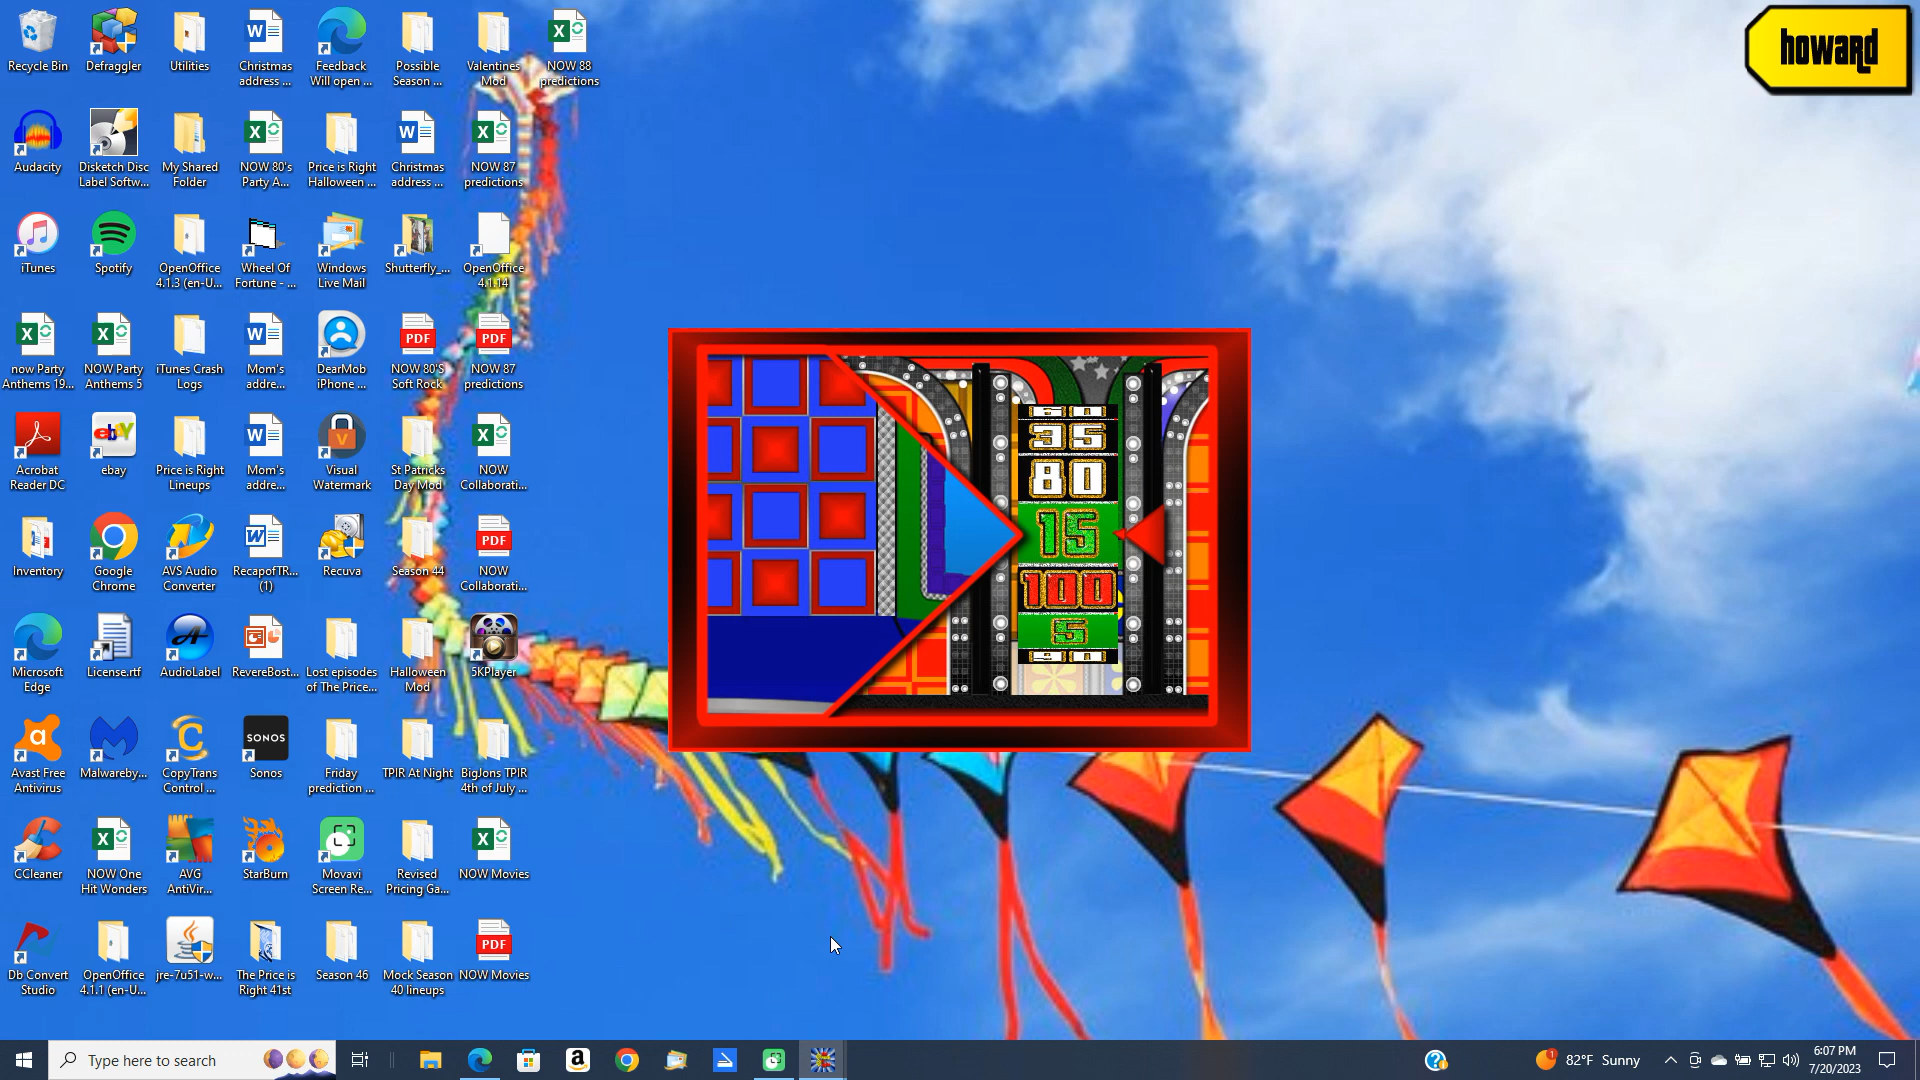 Recycle Bin
Defraggler
Utilities
Christmas
address ...
Feedback
Will open ...
Possible
Season ...
Valentines
Mod
NOW 88
predictions
howard
Audacity
Disketch Disc
Label Softw...
My Shared
Folder
NOW 80's
Party A...
Price is Right
Halloween ...
Christmas
address ...
NOW 87
predictions
iTunes
Spotify
OpenOffice
4.1.3 (en-U...
Wheel Of
Fortune - ...
Windows
Live Mail
Shutterfly_...
OpenOffice
4.1.14
now Party
Anthems 19...
NOW Party
Anthems 5
iTunes Crash
Logs
Mom's
addre...
DearMob
iPhone ...
PDF
NOW 80'S
Soft Rock
PDF
NOW 87
predictions
Acrobat
Reader DC
ebay
ebay
Price is Right
Lineups
Mom's
addre...
Visual
Watermark
St Patricks
Day Mod
NOW
Collaborati...
35
80
15
100
5
Inventory
Google
Chrome
AVS Audio
Converter
RecapofTR...
(1)
Recuva
Season 44
PDF
NOW
Collaborati...
Microsoft
Edge
License.rtf
AudioLabel
RevereBost...
Lost episodes
of The Price...
Halloween
Mod
5KPlayer
Avast Free
Antivirus
Malwareby...
CopyTrans
Control ...
SONOS
Sonos
Friday
prediction ...
TPIR At Night
BigJons TPIR
4th of July ...
CCleaner
NOW One
Hit Wonders
AVG
AntiVir...
StarBurn
Movavi
Screen Re...
Revised
Pricing Ga...
NOW Movies
Db Convert
Studio
OpenOffice
4.1.1 (en-U...
jre-7u51-w...
The Price is
Right 41st
Season 46
Mock Season
40 lineups
PDF
NOW Movies
Type here to search
82°F Sunny
6:07 PM
7/20/2023